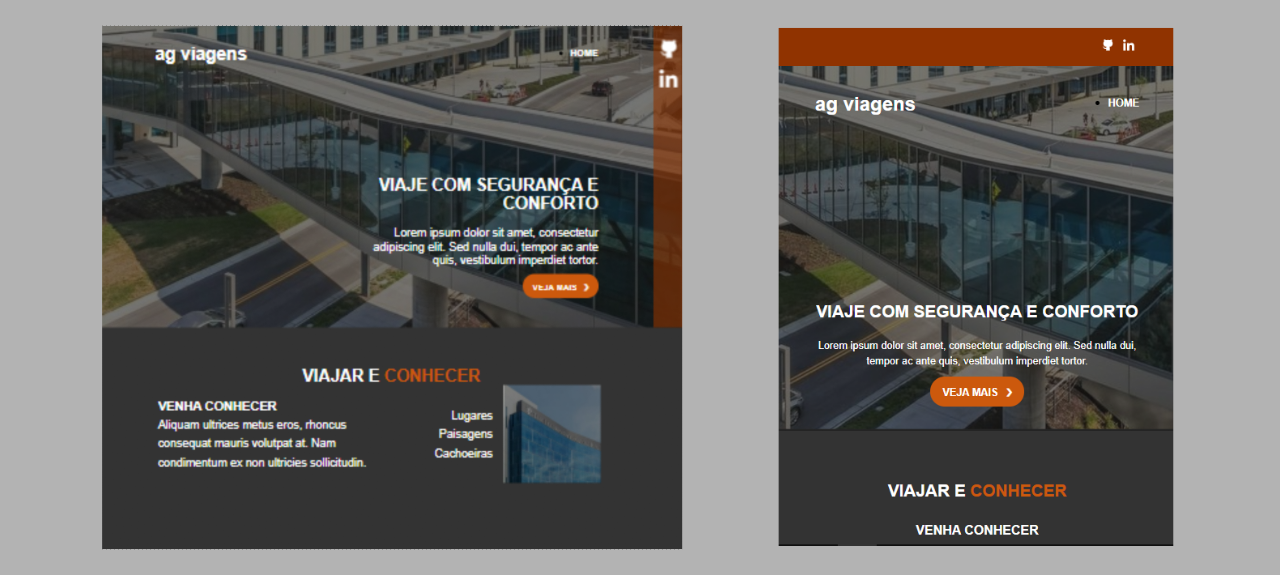 ag viagens
HOME
in
VIAJE COM SEGURANÇA E
CONFORTO
Lorem ipsum dolor sit amet, consectetur
adipiscing elit. Sed nulla dui, tempor ac ante
quis, vestibulum imperdiet tortor.
VEJA MAIS
VIAJAR E CONHECER
VENHA CONHECER
Aliquam ultrices metus eros, rhoncus
consequat mauris volutpat at. Nam
condimentum ex non ultricies sollicitudin.
Lugares
Paisagens
Cachoeiras
in
ag viagens
HOME
VIAJE COM SEGURANÇA E CONFORTO
Lorem ipsum dolor sit amet, consectetur adipiscing elit. Sed nulla dui,
tempor ac ante quis, vestibulum imperdiet tortor.
VEJA MAIS
VIAJAR E CONHECER
VENHA CONHECER